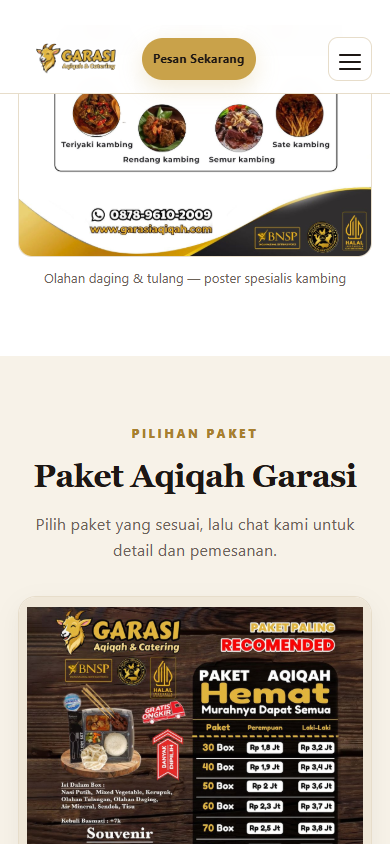 GARASI
Aqiqah & Catering
Pesan Sekarang
Teriyaki kambing
Rendang kambing
Semur kambing
Sate kambing
0878-9610-2009
www.garasiaqiqah.com
BNSP
HALAL
Olahan daging & tulang — poster spesialis kambing
PILIHAN PAKET
Paket Aqiqah Garasi
Pilih paket yang sesuai, lalu chat kami untuk
detail dan pemesanan.
GARASI
Aqiqah & Catering
BNSP
HALAL
PAKET PALING
RECOMENDED
GRATIS
ONGKIR
BANYAK
DIPILIH
PAKET AQIQAH
Hemat
Murahnya Dapat Semua
Paket Perempuan Laki-Laki
30 Box Rp 1,8 Jt Rp 3,2 Jt
40 Box Rp 1,9 Jt Rp 3,4 Jt
50 Box Rp 2 Jt Rp 3,6 Jt
60 Box Rp 2,3 Jt Rp 3,7 Jt
70 Box Rp 2,5 Jt Rp 3,8 Jt
Isi Dalam Box :
Nasi Putih, Mixed Vegetable, Kerupuk,
Olahan Tulangan, Olahan Daging,
Air Minerul, Sendok, Tisu
Kebuli Basmati : +7k
Souvenir